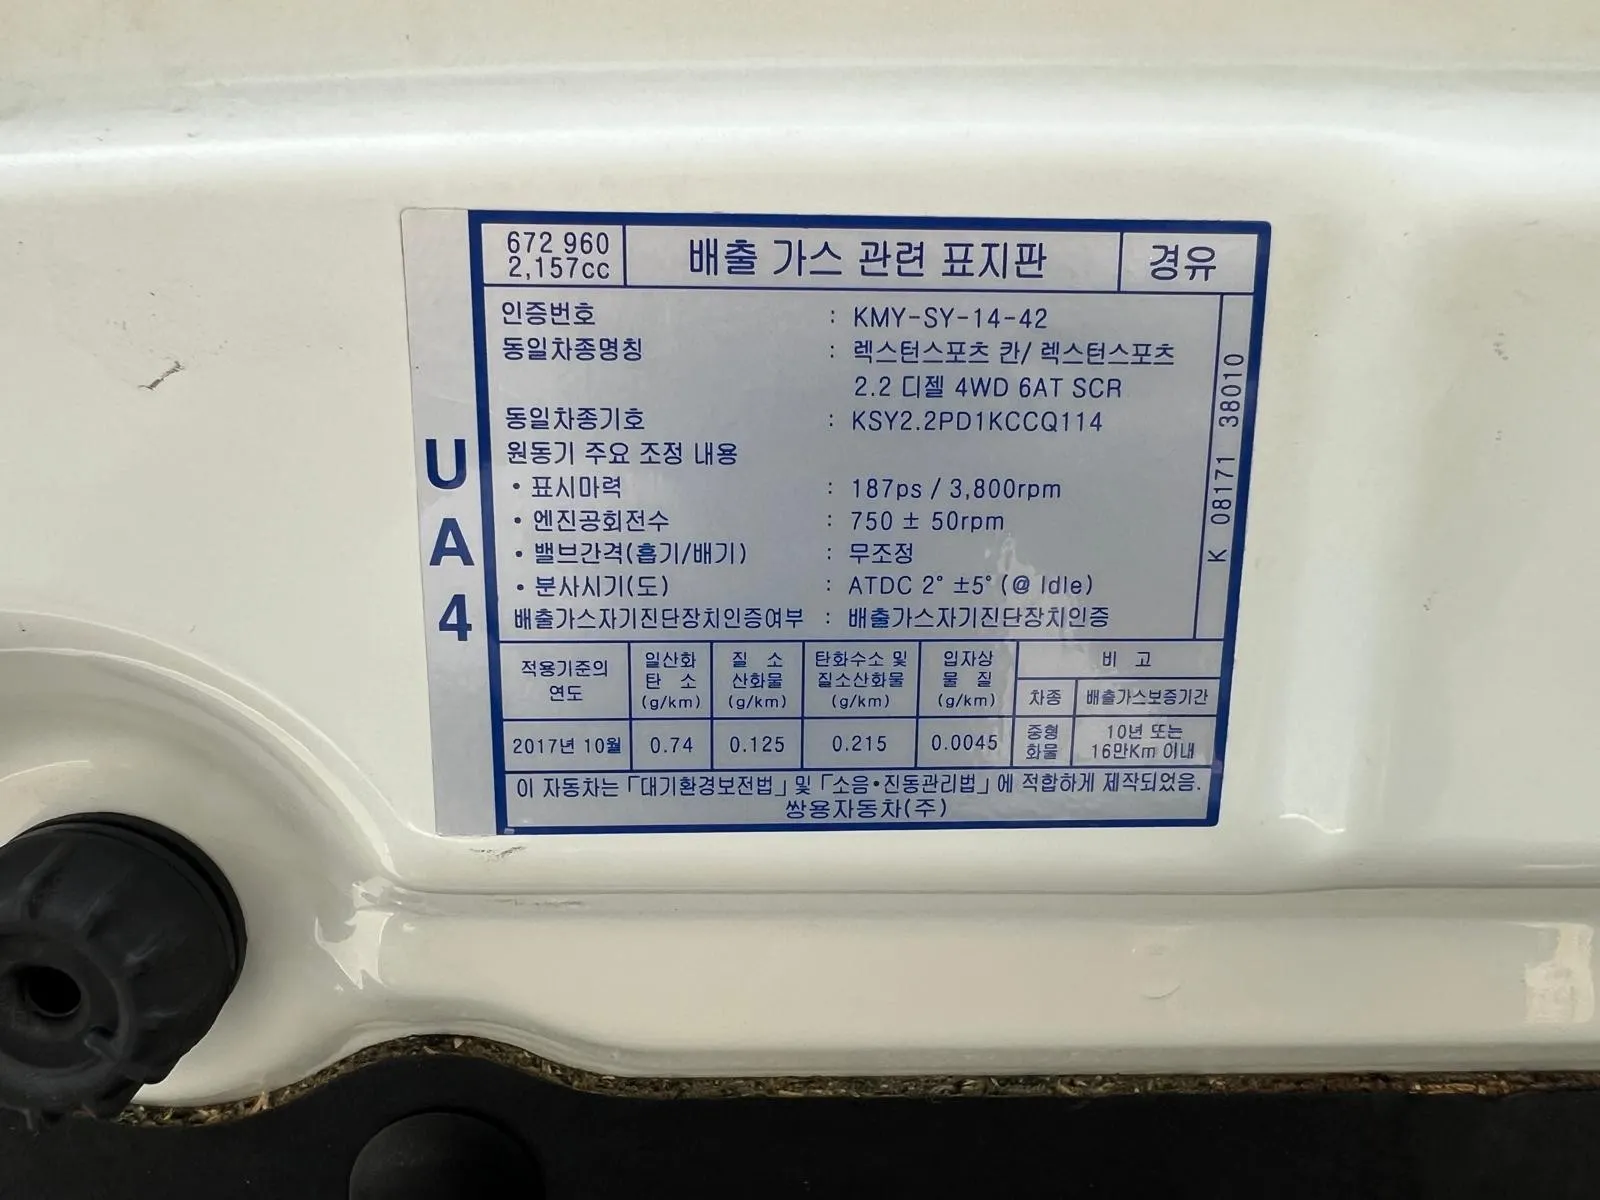 672 960
2,157cc
배출 가스 관련 표지판
경유
인증번호 : KMY-SY-14-42
동일차종명칭 : 렉스턴스포츠 칸/ 렉스턴스포츠
2.2 디젤 4WD 6AT SCR
동일차종기호 : KSY2.2PD1KCCQ114
원동기 주요 조정 내용
• 표시마력 : 187ps / 3,800rpm
• 엔진공회전수 : 750 ± 50rpm
• 밸브간격(흡기/배기) : 무조정
• 분사시기(도) : ATDC 2° ±5° (@ Idle)
배출가스자기진단장치인증여부 : 배출가스자기진단장치인증
K 08171 38010
UA4
적용기준의 연도
일산화 탄 소 (g/km)
질 소 산화물 (g/km)
탄화수소 및 질소산화물 (g/km)
입자상 물 질 (g/km)
비 고
차종
배출가스보증기간
2017년 10월 0.74 0.125 0.215 0.0045
중형 화물
10년 또는
16만Km 이내
이 자동차는「대기환경보전법」및「소음•진동관리법」에 적합하게 제작되었음.
쌍용자동차(주)